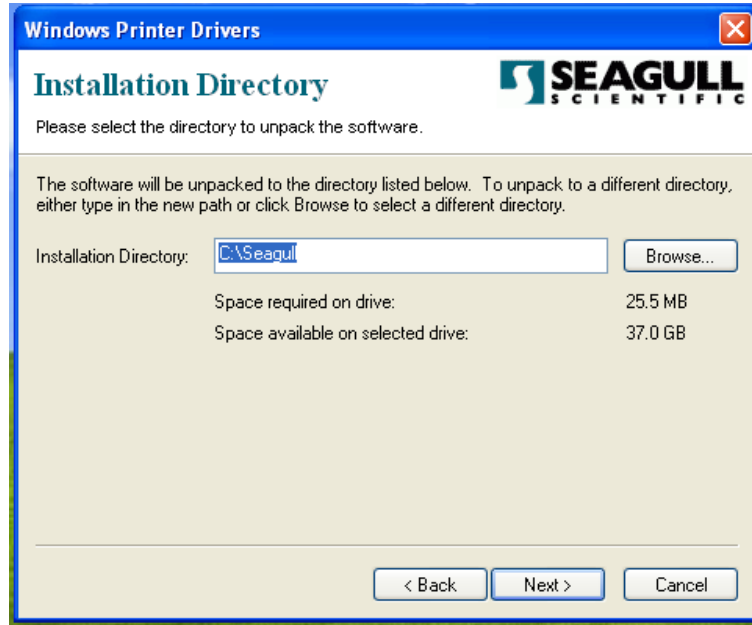 Windows Printer Drivers
Installation Directory
SEAGULL
SCIENTIFIC
Please select the directory to unpack the software.
The software will be unpacked to the directory listed below. To unpack to a different directory,
either type in the new path or click Browse to select a different directory.
Installation Directory: C:\Seagull Browse...
Space required on drive: 25.5 MB
Space available on selected drive: 37.0 GB
< Back Next > Cancel